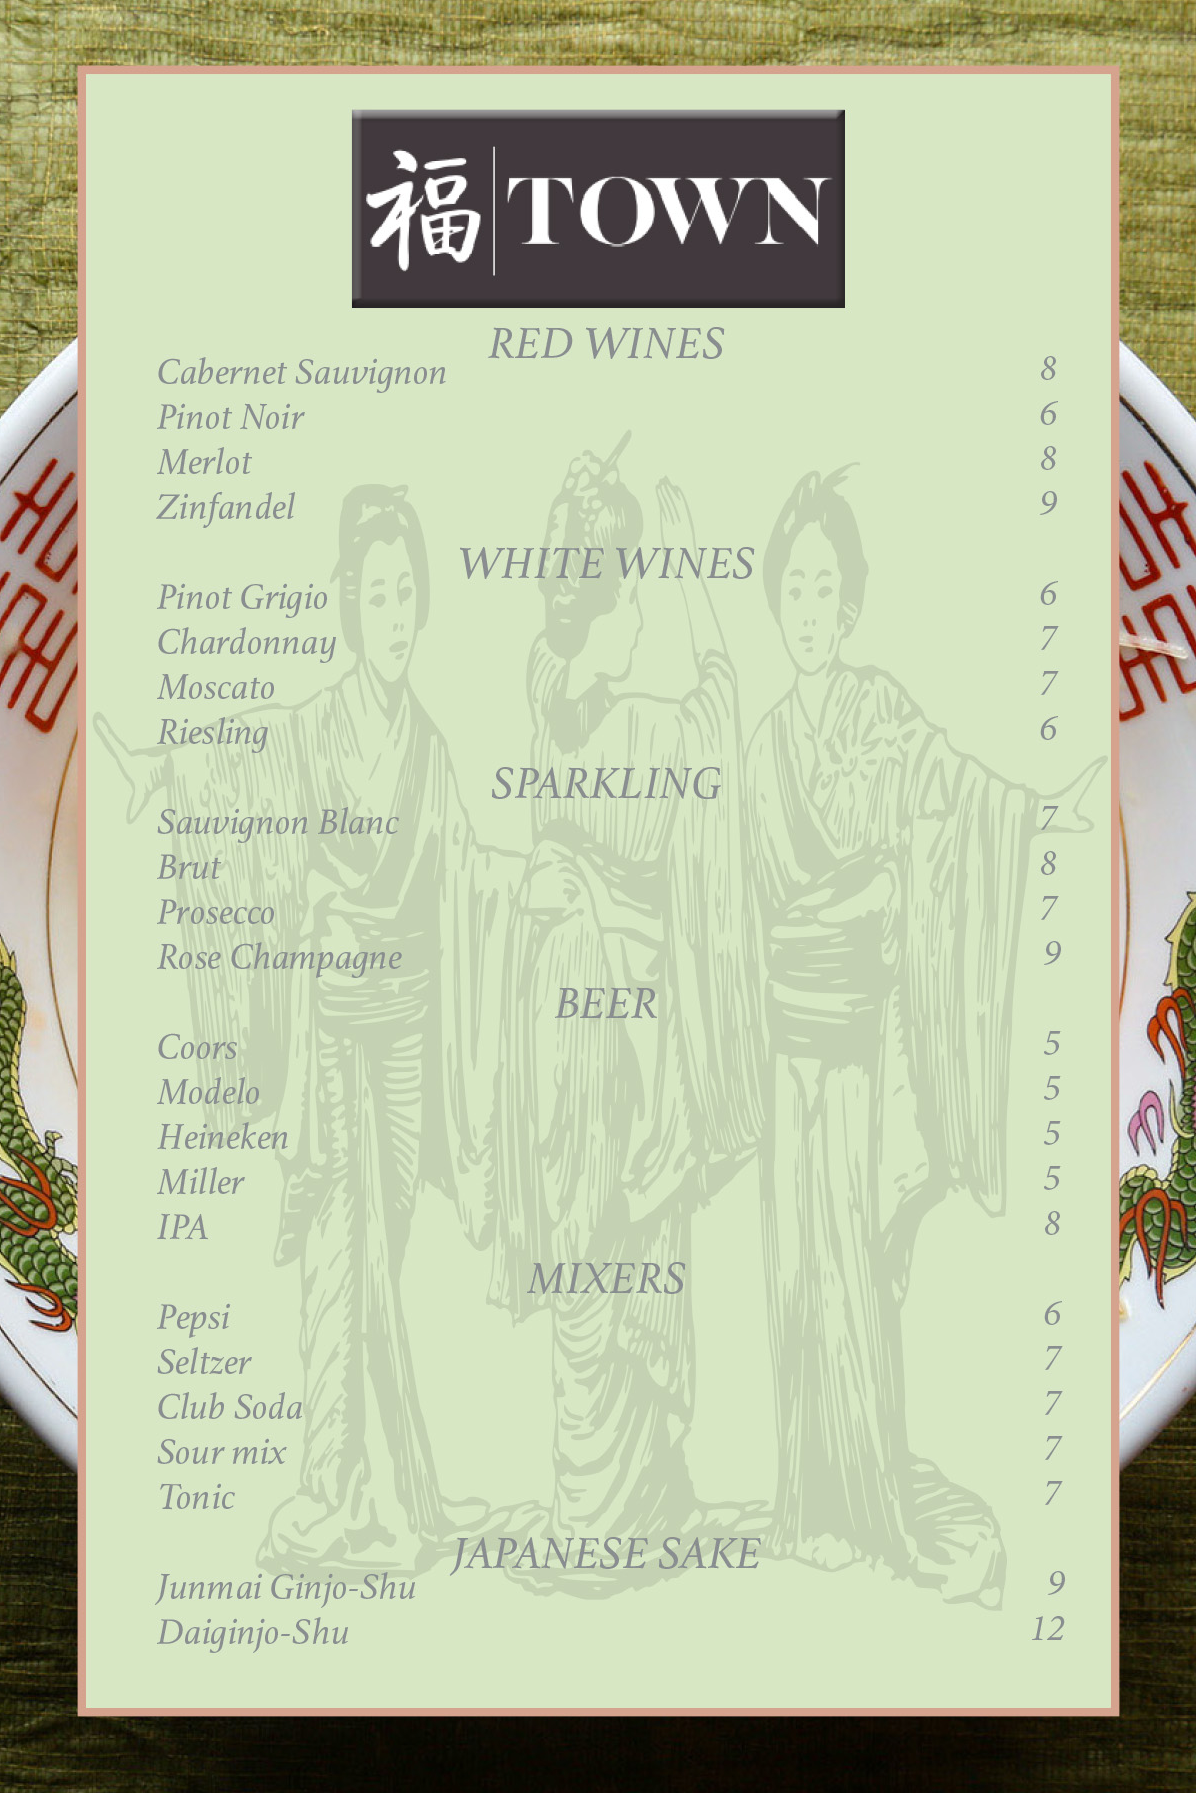 福 TOWN
RED WINES
Cabernet Sauvignon 8
Pinot Noir 6
Merlot 8
Zinfandel 9
WHITE WINES
Pinot Grigio 6
Chardonnay 7
Moscato 7
Riesling 6
SPARKLING
Sauvignon Blanc 7
Brut 8
Prosecco 7
Rose Champagne 9
BEER
Coors 5
Modelo 5
Heineken 5
Miller 5
IPA 8
MIXERS
Pepsi 6
Seltzer 7
Club Soda 7
Sour mix 7
Tonic 7
JAPANESE SAKE
Junmai Ginjo-Shu 9
Daiginjo-Shu 12